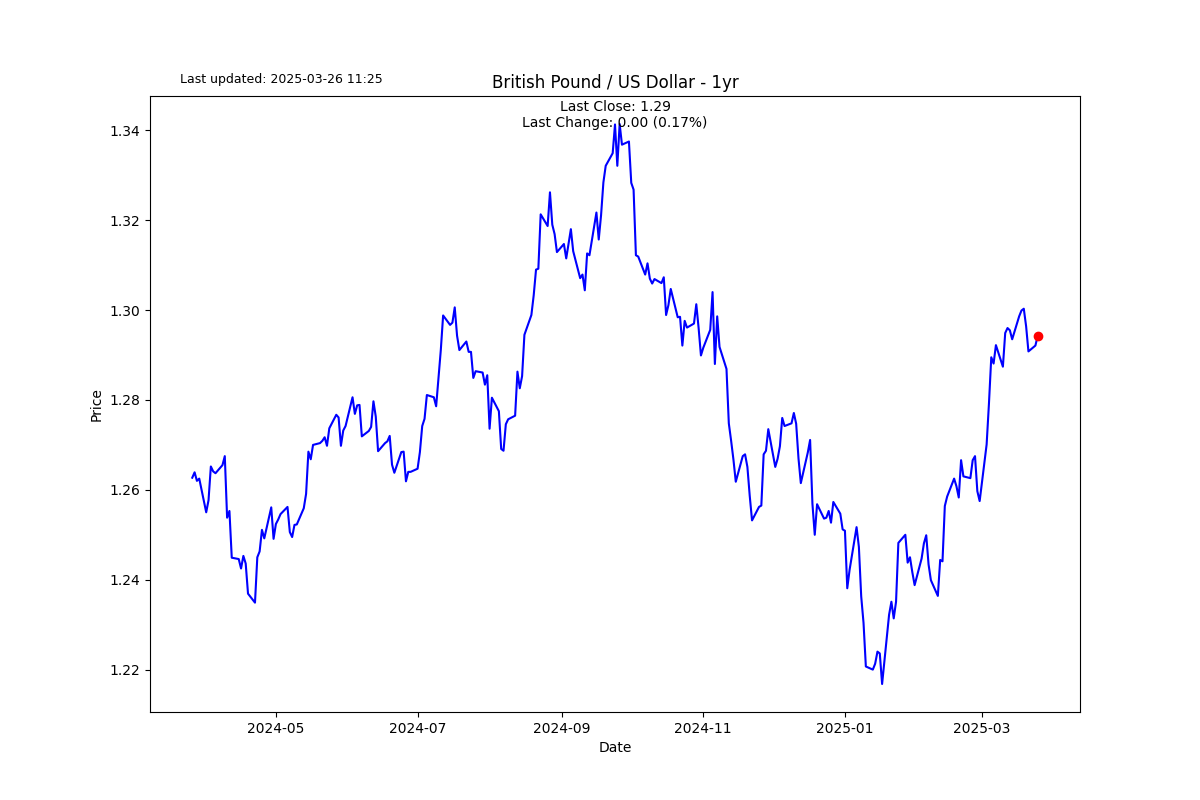 Last updated: 2025-03-26 11:25
British Pound / US Dollar - 1yr
Last Close: 1.29
Last Change: 0.00 (0.17%)
1.34
1.32
1.30
1.28
1.26
1.24
1.22
Price
2024-05 2024-07 2024-09 2024-11 2025-01 2025-03
Date